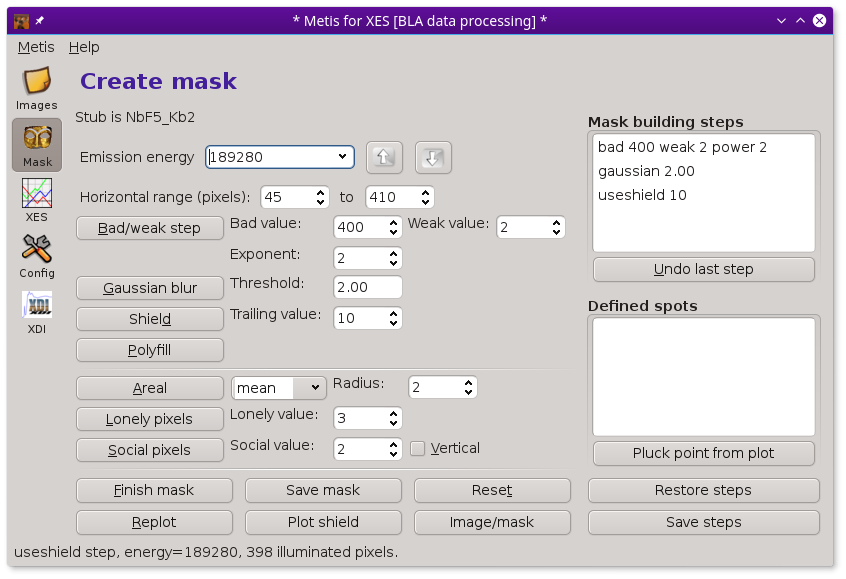 * Metis for XES [BLA data processing] *
Metis Help
Images
Mask
XES
Config
XDI
Create mask
Stub is NbF5_Kb2
Emission energy 189280
Horizontal range (pixels): 45 to 410
Bad/weak step Bad value: 400 Weak value: 2
Exponent: 2
Gaussian blur Threshold: 2.00
Shield Trailing value: 10
Polyfill
Areal mean Radius: 2
Lonely pixels Lonely value: 3
Social pixels Social value: 2 Vertical
Finish mask Save mask Reset
Replot Plot shield Image/mask
Mask building steps
bad 400 weak 2 power 2
gaussian 2.00
useshield 10
Undo last step
Defined spots
Pluck point from plot
Restore steps
Save steps
useshield step, energy=189280, 398 illuminated pixels.